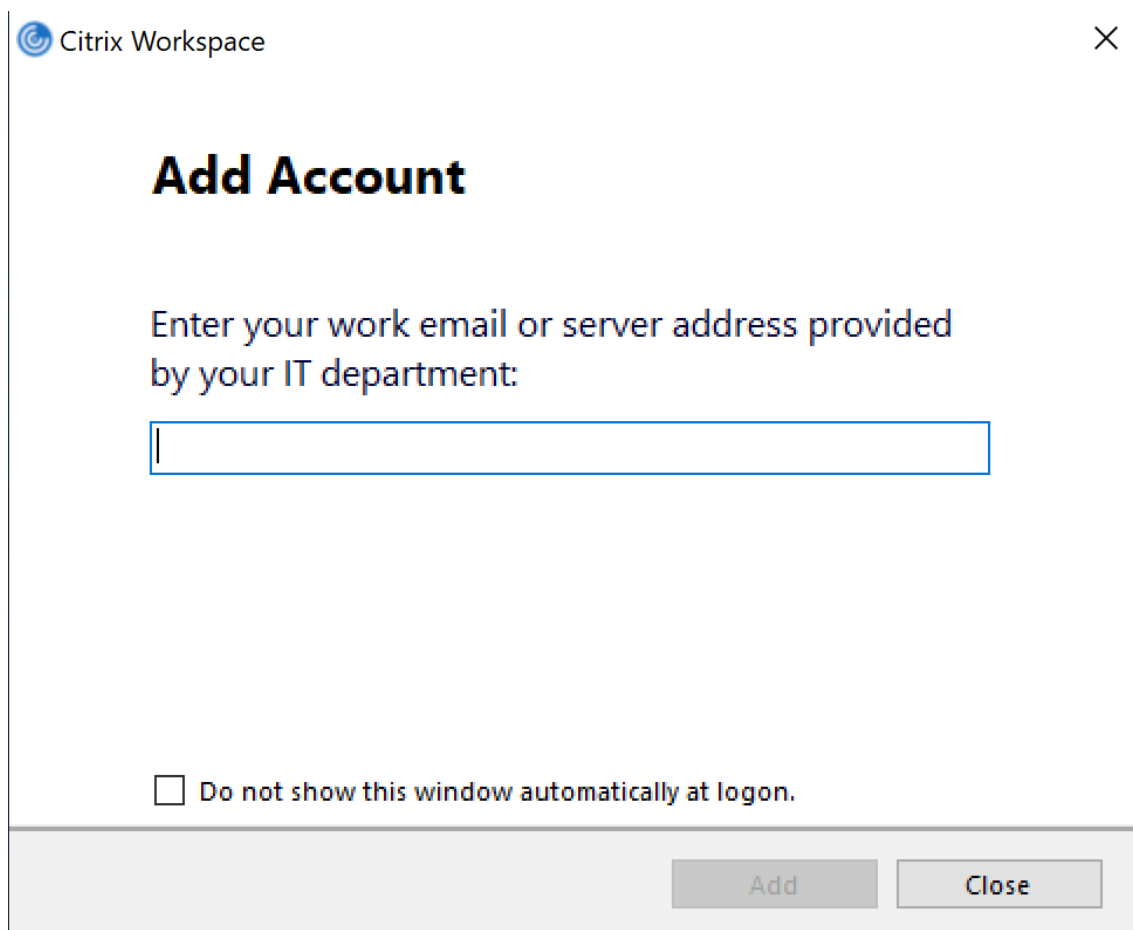 Citrix Workspace
Add Account
Enter your work email or server address provided
by your IT department:
Do not show this window automatically at logon.
Add
Close